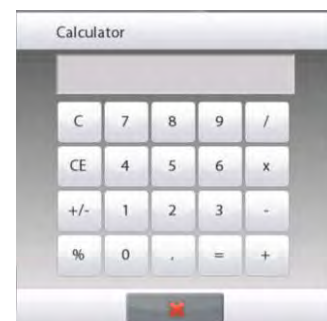 Calculator
C 7 8 9 /
CE 4 5 6 x
+/- 1 2 3 -
% 0 . = +